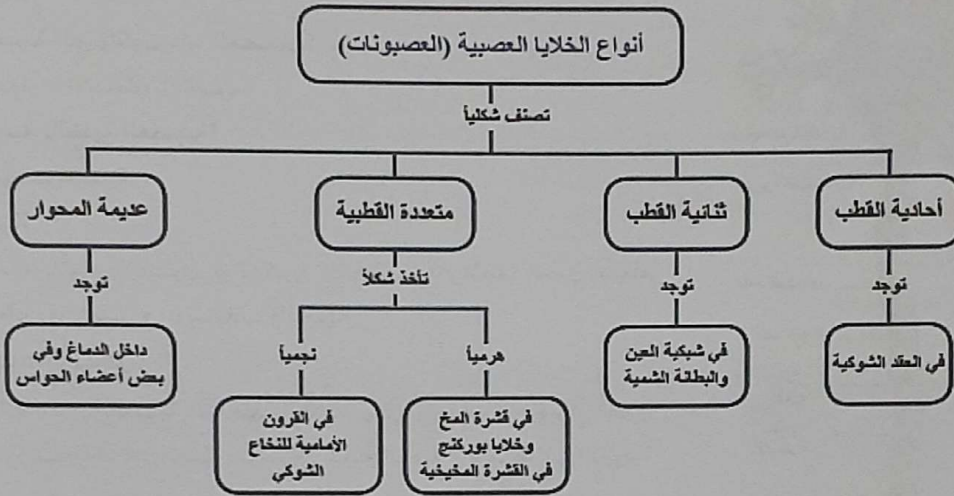 أنواع الخلايا العصبية (العصبونات)
تصنف شكلياً
أحادية القطب
ثنائية القطب
متعددة القطبية
عديمة المحوار
توجد
توجد
تأخذ شكلاً
توجد
في العقد الشوكية
في شبكية العين
والبطانة الشمية
هرمياً
نجمياً
داخل الدماغ وفي
بعض أعضاء الحواس
في قشرة المخ
وخلايا بوركنج
في القشرة المخيخية
في القرون
الأمامية للنخاع
الشوكي